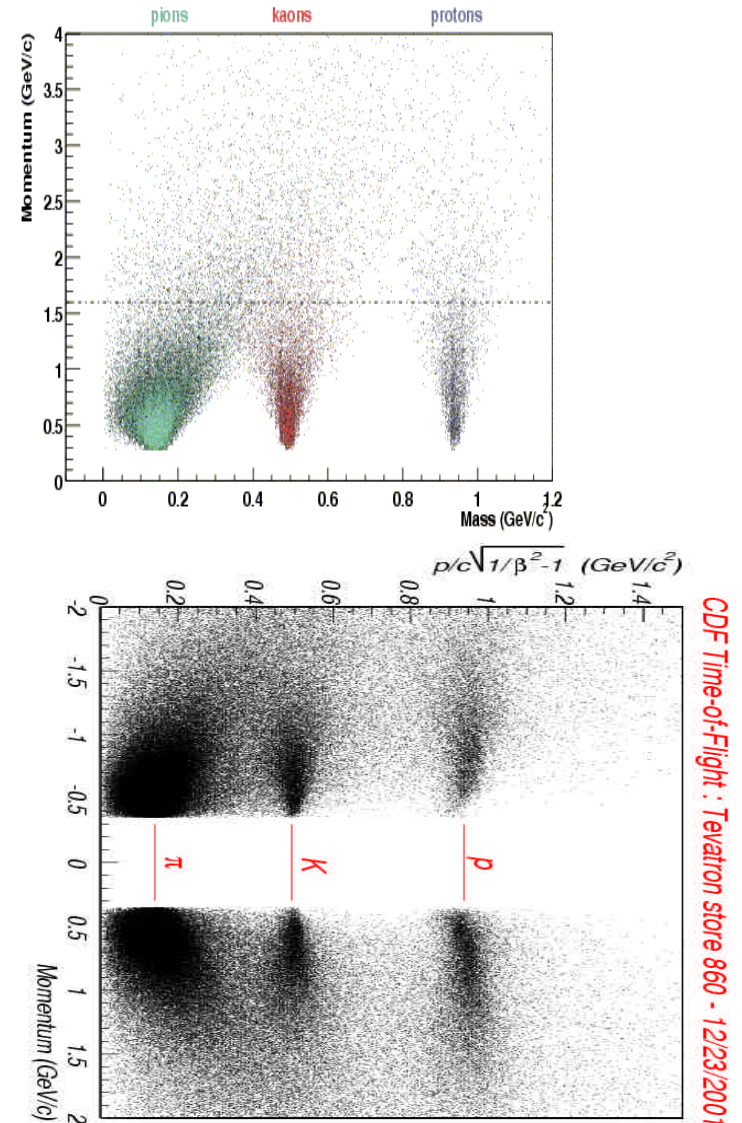 pions kaons protons
Momentum (GeV/c)
4
3.5
3
2.5
2
1.5
1
0.5
0
0 0.2 0.4 0.6 0.8 1 1.2
Mass (GeV/c²)
p/c√1/β²-1 (GeV/c²)
0 0.2 0.4 0.6 0.8 1 1.2 1.4
-2
-1.5
-1
-0.5
0
0.5
1
1.5
2
π K p
Momentum (GeV/c)
CDF Time-of-Flight : Tevatron store 860 - 12/23/2001